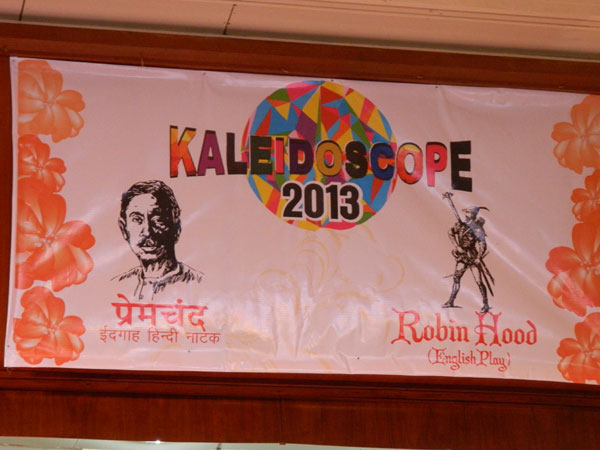 KALEIDOSCOPE
2013
प्रेमचंद
ईदगाह हिन्दी नाटक
Robin Hood
(English Play)